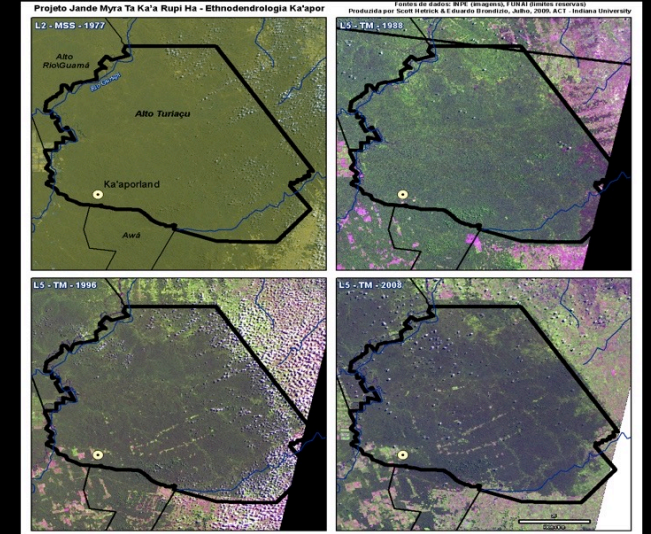 Projeto Jande Myra Ta Ka'a Rupi Ha - Ethnodendrologia Ka'apor
Fontes de dados: INPE (imagens), FUNAI (limites reservas)
Produzida por Scott Hetrick & Eduardo Brondizio, Julho, 2009. ACT - Indiana University
L2 - MSS - 1977
Alto
Rio\Guamá
Alto Turiaçu
Ka'aporland
Awá
L5 - TM - 1988
L5 - TM - 1996
L5 - TM - 2008